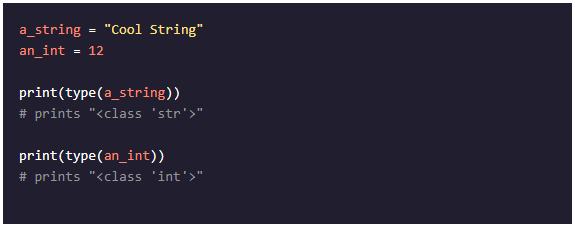 a_string = "Cool String"
an_int = 12
print(type(a_string))
# prints "<class 'str'>"
print(type(an_int))
# prints "<class 'int'>"